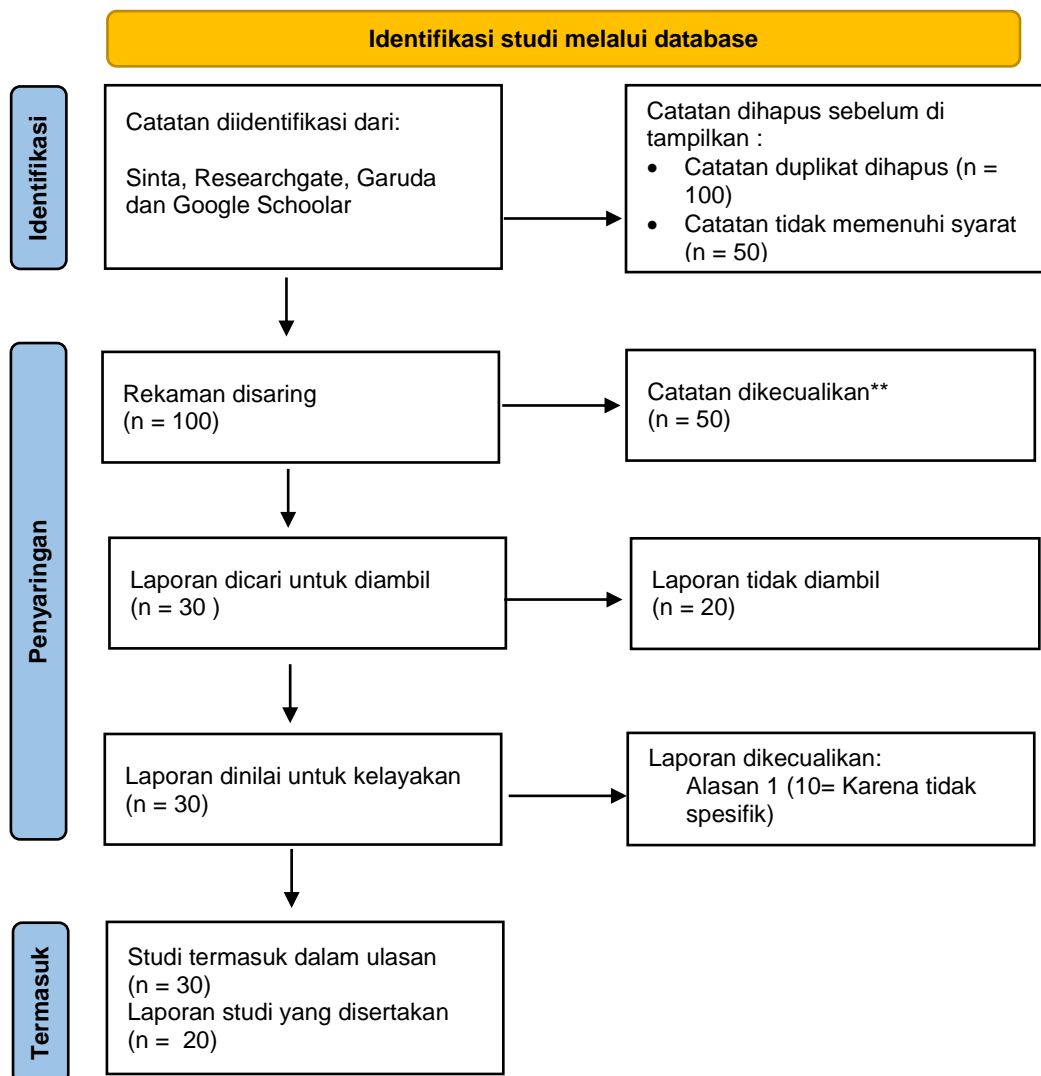 Identifikasi studi melalui database
Identifikasi
Catatan diidentifikasi dari:
Sinta, Researchgate, Garuda
dan Google Schoolar
Catatan dihapus sebelum di
tampilkan :
• Catatan duplikat dihapus (n =
100)
• Catatan tidak memenuhi syarat
(n = 50)
Penyaringan
Rekaman disaring
(n = 100)
Catatan dikecualikan**
(n = 50)
Laporan dicari untuk diambil
(n = 30 )
Laporan tidak diambil
(n = 20)
Laporan dinilai untuk kelayakan
(n = 30)
Laporan dikecualikan:
Alasan 1 (10= Karena tidak
spesifik)
Termasuk
Studi termasuk dalam ulasan
(n = 30)
Laporan studi yang disertakan
(n =  20)